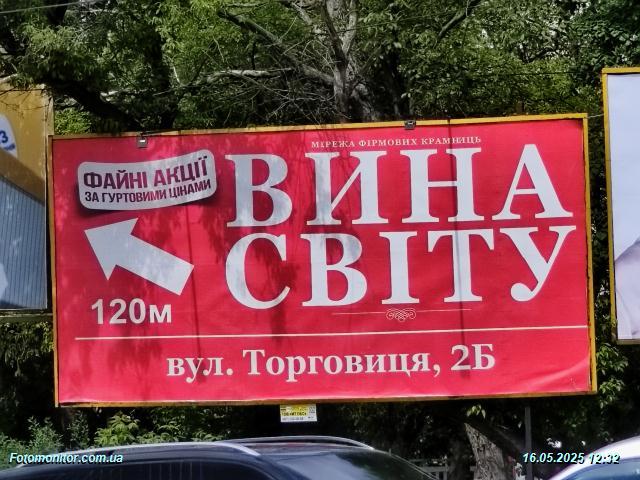 МЕРЕЖА ФІРМОВИХ КРАМНИЦЬ
ФАЙНІ АКЦІЇ
ЗА ГУРТОВИМИ ЦІНАМИ
ВИНА
СВІТУ
120м
вул. Торговиця, 2Б
Fotomonitor.com.ua
16.05.2025 12:32